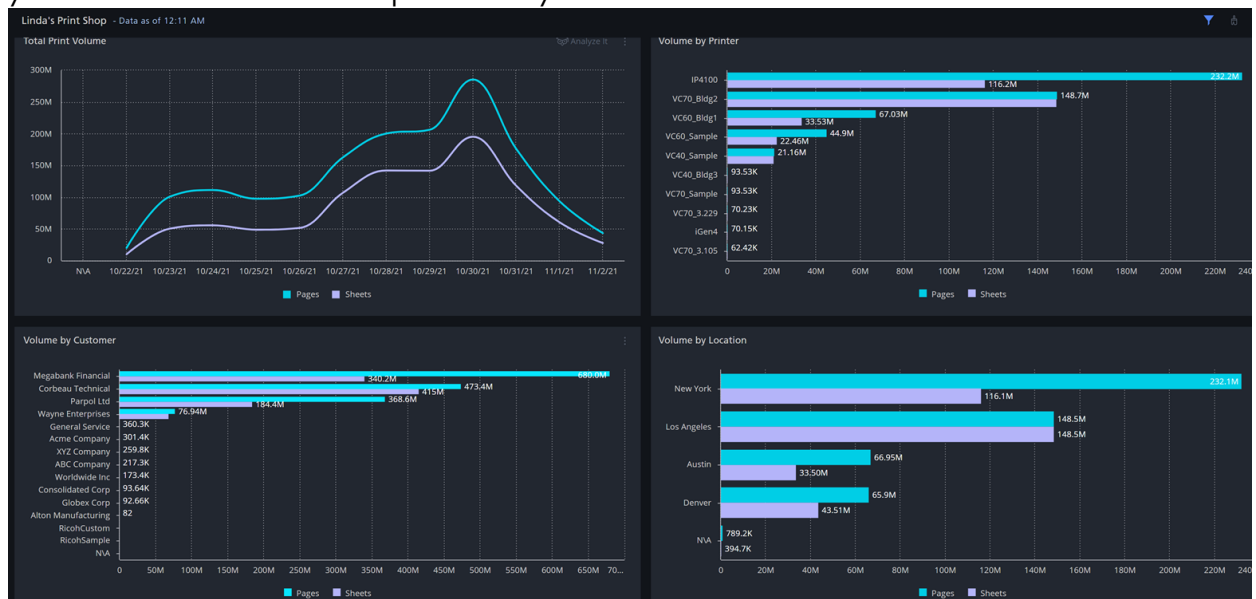 Linda's Print Shop - Data as of 12:11 AM
Total Print Volume
Analyze It
300M
250M
200M
150M
100M
50M
0
N\A 10/22/21 10/23/21 10/24/21 10/25/21 10/26/21 10/27/21 10/28/21 10/29/21 10/30/21 10/31/21 11/1/21 11/2/21
Pages Sheets
Volume by Printer
IP4100 232.2M
116.2M
VC70_Bldg2 148.7M
VC60_Bldg1 67.03M
33.53M
VC60_Sample 44.9M
22.46M
VC40_Sample 21.16M
VC40_Bldg3 93.53K
VC70_Sample 93.53K
VC70_3.229 70.23K
iGen4 70.15K
VC70_3.105 62.42K
0 20M 40M 60M 80M 100M 120M 140M 160M 180M 200M 220M 240
Pages Sheets
Volume by Customer
Megabank Financial 680.0M
340.2M
Corbeau Technical 473.4M
415M
Parpol Ltd 368.6M
184.4M
Wayne Enterprises 76.94M
General Service 360.3K
Acme Company 301.4K
XYZ Company 259.8K
ABC Company 217.3K
Worldwide Inc 173.4K
Consolidated Corp 93.64K
Globex Corp 92.66K
Alton Manufacturing 82
RicohCustom
RicohSample
N\A
0 50M 100M 150M 200M 250M 300M 350M 400M 450M 500M 550M 600M 650M 70...
Pages Sheets
Volume by Location
New York 232.1M
116.1M
Los Angeles 148.5M
148.5M
Austin 66.95M
33.50M
Denver 65.9M
43.51M
N\A 789.2K
394.7K
0 20M 40M 60M 80M 100M 120M 140M 160M 180M 200M 220M 240
Pages Sheets